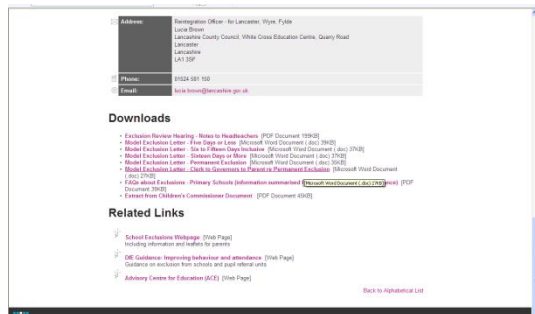 Address:
Reintegration Officer - for Lancaster, Wyre, Fylde
Lucia Brown
Lancashire County Council, White Cross Education Centre, Quarry Road
Lancaster
Lancashire
LA1 3SF
Phone:
01524 581 150
Email:
lucia.brown@lancashire.gov.uk
Downloads
Exclusion Review Hearing - Notes to Headteachers [PDF Document 199KB]
Model Exclusion Letter - Five Days or Less [Microsoft Word Document (.doc) 39KB]
Model Exclusion Letter - Six to Fifteen Days Inclusive [Microsoft Word Document (.doc) 37KB]
Model Exclusion Letter - Sixteen Days or More [Microsoft Word Document (.doc) 37KB]
Model Exclusion Letter - Permanent Exclusion [Microsoft Word Document (.doc) 35KB]
Model Exclusion Letter - Clerk to Governors to Parent re Permanent Exclusion [Microsoft Word Document
(.doc) 27KB]
FAQs about Exclusions - Primary Schools (Information summarised Microsoft Word Document (.doc) 27KB [PDF
Document 39KB]
Extract from Children's Commissioner Document [PDF Document 45KB]
Related Links
School Exclusions Webpage [Web Page]
Including information and leaflets for parents
DfE Guidance: Improving behaviour and attendance [Web Page]
Guidance on exclusion from schools and pupil referral units
Advisory Centre for Education (ACE) [Web Page]
Back to Alphabetical List